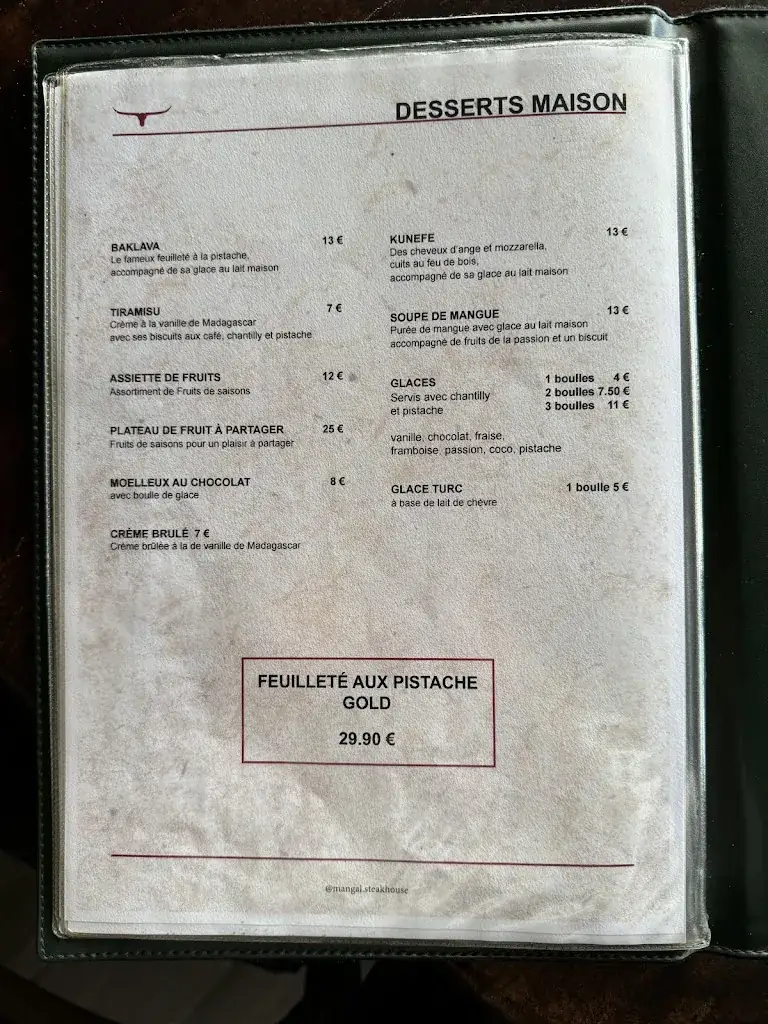 DESSERTS MAISON
BAKLAVA 13 €
Le fameux feuilleté à la pistache,
accompagné de sa glace au lait maison
TIRAMISU 7 €
Crème à la vanille de Madagascar
avec ses biscuits aux café, chantilly et pistache
ASSIETTE DE FRUITS 12 €
Assortiment de Fruits de saisons
PLATEAU DE FRUIT À PARTAGER 25 €
Fruits de saisons pour un plaisir à partager
MOELLEUX AU CHOCOLAT 8 €
avec boulle de glace
CRÈME BRULÉ 7 €
Crème brûlée à la de vanille de Madagascar
KUNEFE 13 €
Des cheveux d'ange et mozzarella,
cuits au feu de bois,
accompagné de sa glace au lait maison
SOUPE DE MANGUE 13 €
Purée de mangue avec glace au lait maison
accompagné de fruits de la passion et un biscuit
GLACES 1 boulles 4 €
Servis avec chantilly 2 boulles 7.50 €
et pistache 3 boulles 11 €
vanille, chocolat, fraise,
framboise, passion, coco, pistache
GLACE TURC 1 boulle 5 €
à base de lait de chèvre
FEUILLETÉ AUX PISTACHE
GOLD
29.90 €
@mangal.steakhouse